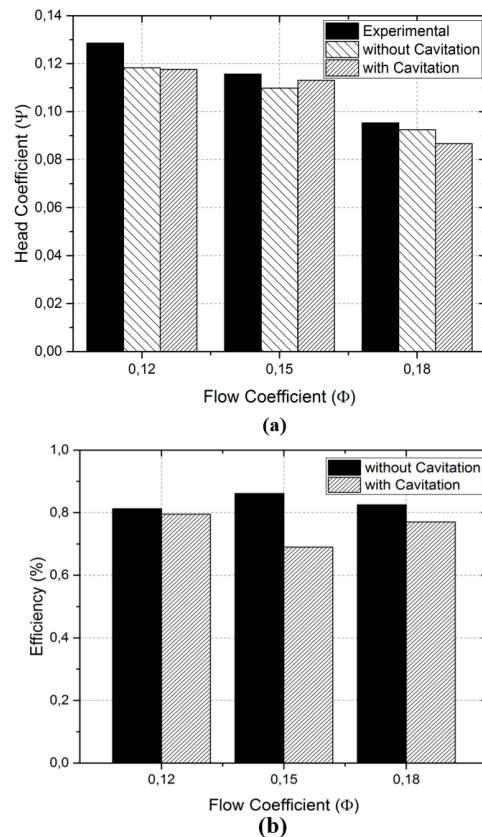 0,14
0,12
0,10
0,08
0,06
0,04
0,02
0,00
Head Coefficient (Ψ)
Experimental
without Cavitation
with Cavitation
0,12 0,15 0,18
Flow Coefficient (Φ)
(a)
1,0
0,8
0,6
0,4
0,2
0,0
Efficiency (%)
without Cavitation
with Cavitation
0,12 0,15 0,18
Flow Coefficient (Φ)
(b)